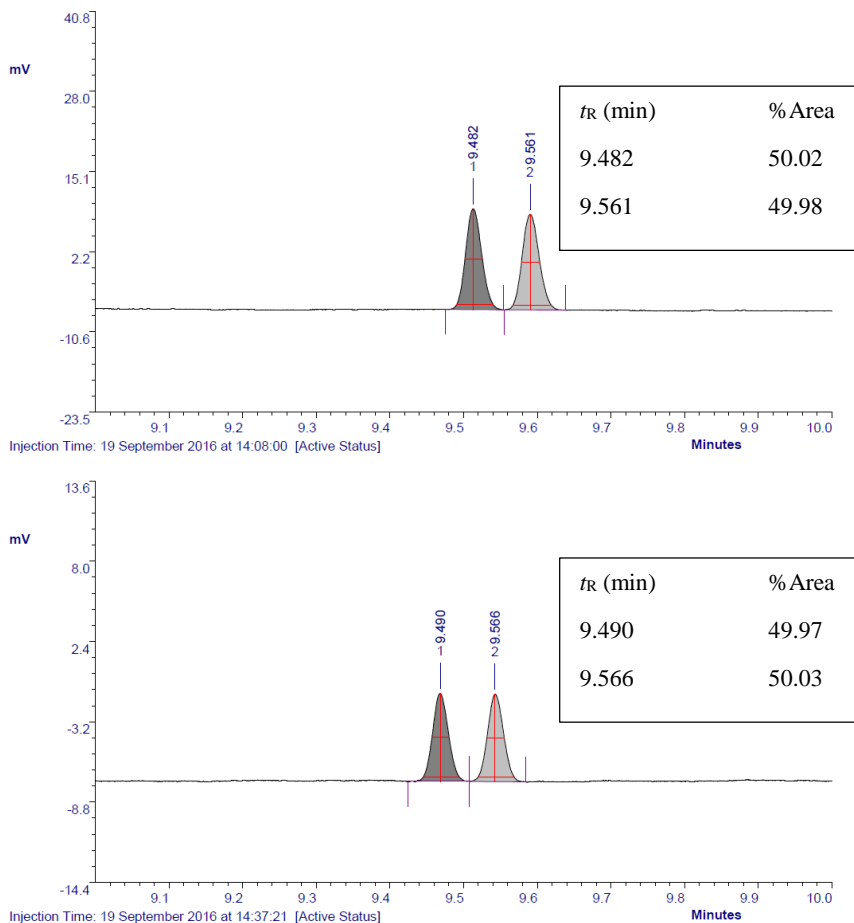 40.8
mV
28.0
15.1
2.2
-10.6
-23.5
1 9.482
2 9.561
tR (min) % Area
9.482 50.02
9.561 49.98
9.1 9.2 9.3 9.4 9.5 9.6 9.7 9.8 9.9 10.0
Injection Time: 19 September 2016 at 14:08:00 [Active Status] Minutes
13.6
mV
8.0
2.4
-3.2
-8.8
-14.4
1 9.490
2 9.566
tR (min) % Area
9.490 49.97
9.566 50.03
9.1 9.2 9.3 9.4 9.5 9.6 9.7 9.8 9.9 10.0
Injection Time: 19 September 2016 at 14:37:21 [Active Status] Minutes